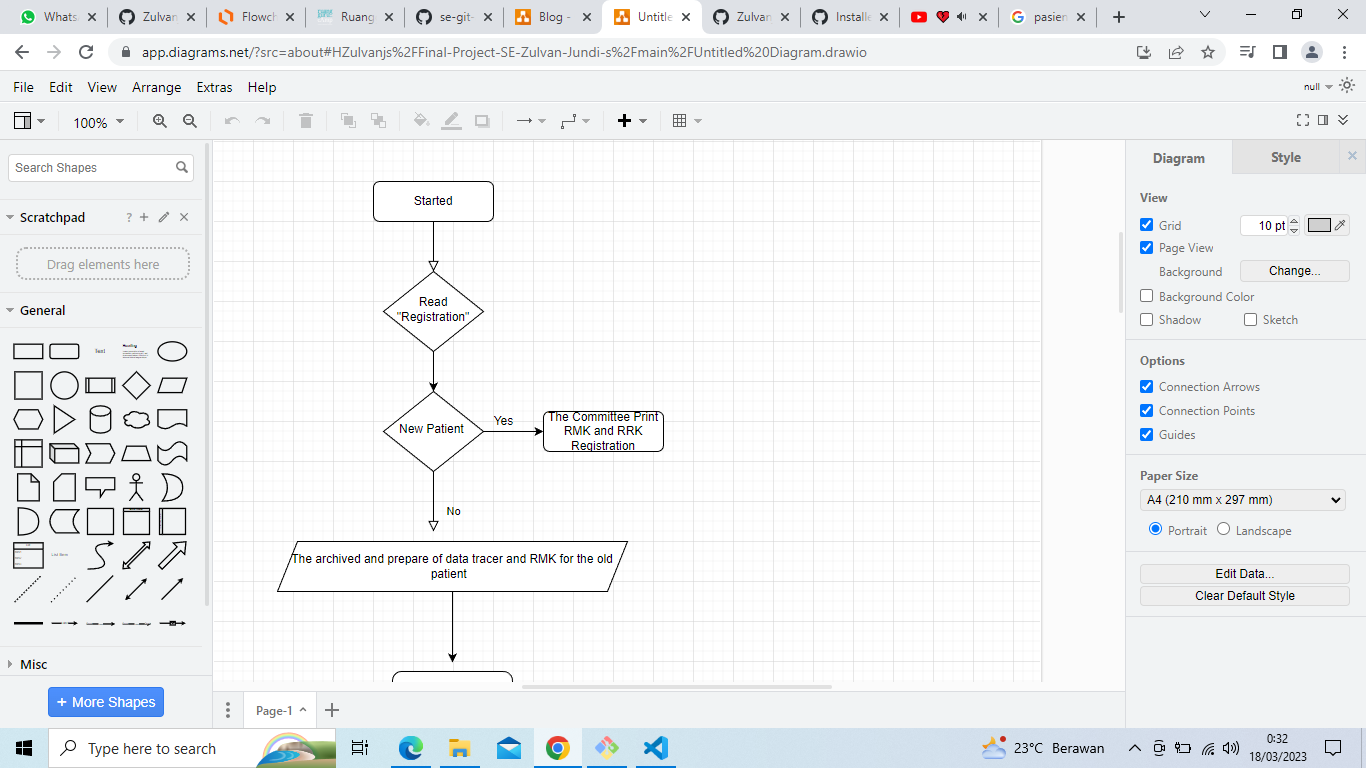 Whats
Zulvan
Flowch
Ruang
se-git-
Blog -
Untitle
Zulvan
Installe
pasien
app.diagrams.net/?src=about#HZulvanjs%2FFinal-Project-SE-Zulvan-Jundi-s%2Fmain%2FUntitled%20Diagram.drawio
File Edit View Arrange Extras Help
null
100%
Search Shapes
Scratchpad
?
Drag elements here
General
Text
Heading
List Item
Misc
+ More Shapes
Started
Read
"Registration"
New Patient
Yes
The Committee Print
RMK and RRK
Registration
No
The archived and prepare of data tracer and RMK for the old
patient
Page-1
Diagram
Style
View
Grid
10 pt
Page View
Background
Change...
Background Color
Shadow
Sketch
Options
Connection Arrows
Connection Points
Guides
Paper Size
A4 (210 mm x 297 mm)
Portrait
Landscape
Edit Data...
Clear Default Style
Type here to search
23°C Berawan
0:32
18/03/2023